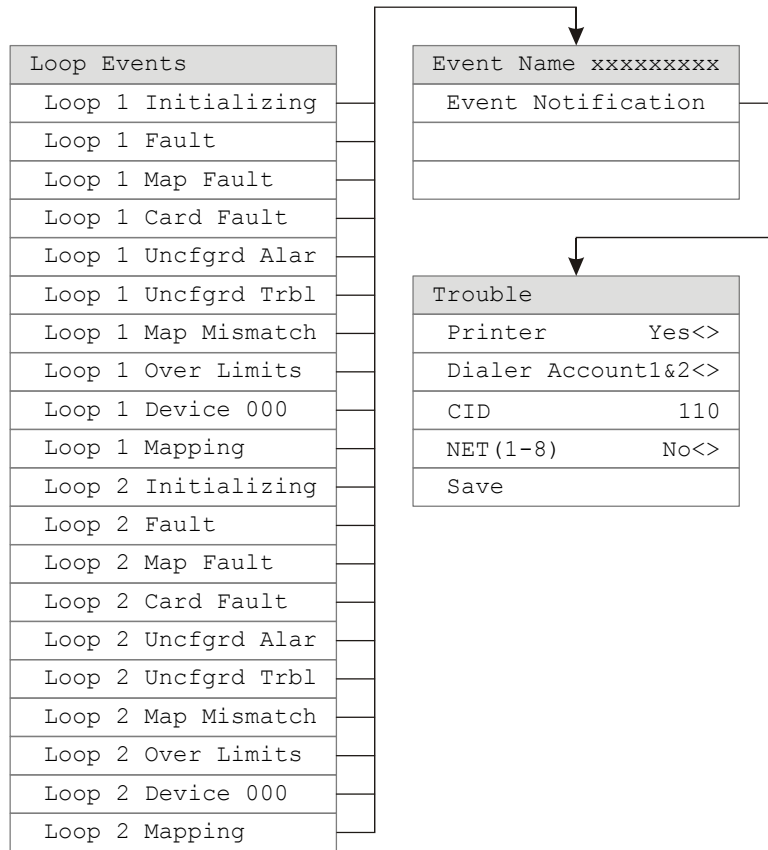 Loop Events
Loop 1 Initializing
Loop 1 Fault
Loop 1 Map Fault
Loop 1 Card Fault
Loop 1 Uncfgrd Alar
Loop 1 Uncfgrd Trbl
Loop 1 Map Mismatch
Loop 1 Over Limits
Loop 1 Device 000
Loop 1 Mapping
Loop 2 Initializing
Loop 2 Fault
Loop 2 Map Fault
Loop 2 Card Fault
Loop 2 Uncfgrd Alar
Loop 2 Uncfgrd Trbl
Loop 2 Map Mismatch
Loop 2 Over Limits
Loop 2 Device 000
Loop 2 Mapping
Event Name xxxxxxxxx
Event Notification
Trouble
Printer Yes<>
Dialer Account1&2<>
CID 110
NET(1-8) No<>
Save